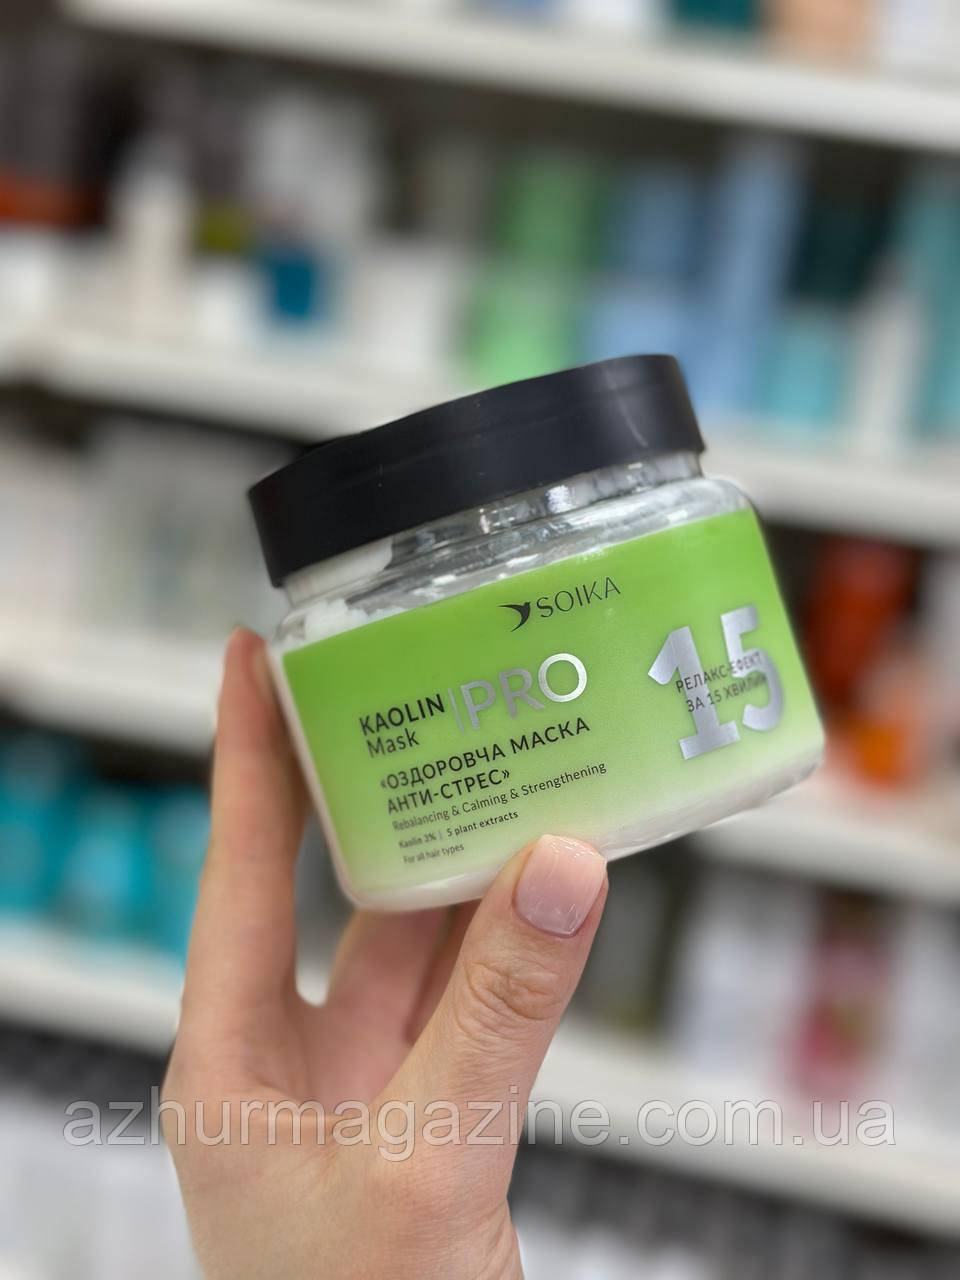 SOIKA
KAOLIN
Mask
PRO
«ОЗДОРОВЧА МАСКА
АНТИ-СТРЕС»
Rebalancing & Calming & Strengthening
Kaolin 3% | 5 plant extracts
For all hair types
15
РЕЛАКС-ЕФЕКТ
ЗА 15 ХВИЛИН
azhurmagazine.com.ua